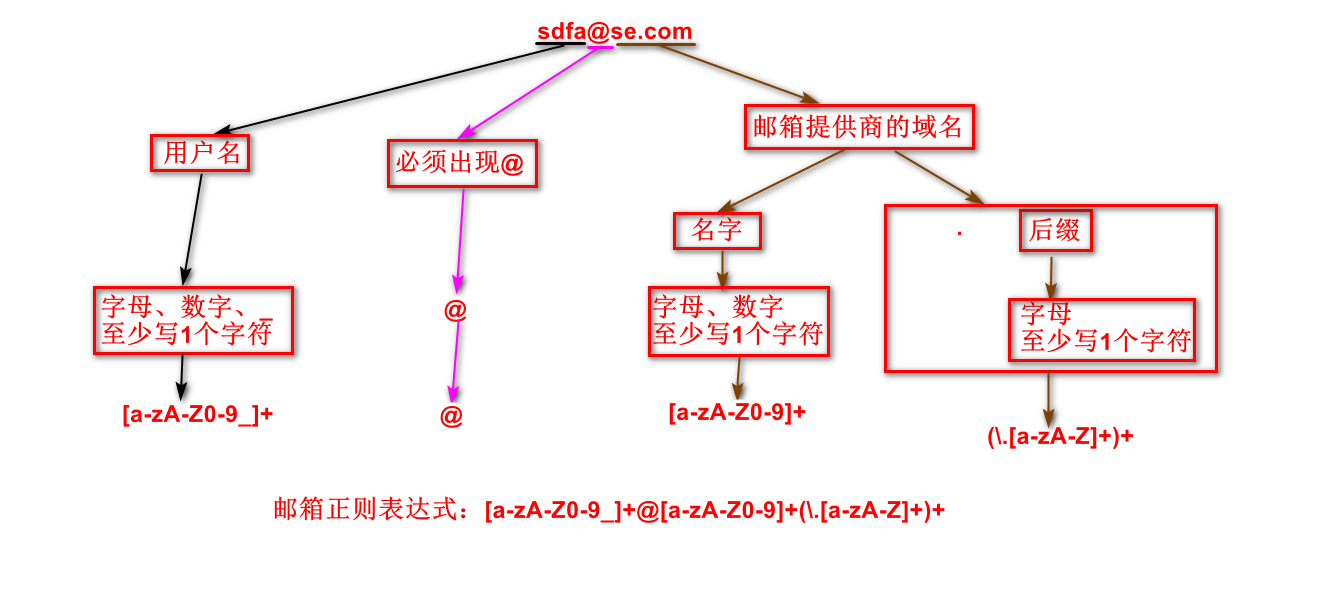 sdfa@se.com
用户名
必须出现@
邮箱提供商的域名
名字
.
后缀
字母、数字、_
至少写1个字符
@
字母、数字
至少写1个字符
字母
至少写1个字符
[a-zA-Z0-9_]+
@
[a-zA-Z0-9]+
(\.[a-zA-Z]+)+
邮箱正则表达式：[a-zA-Z0-9_]+@[a-zA-Z0-9]+(\.[a-zA-Z]+)+